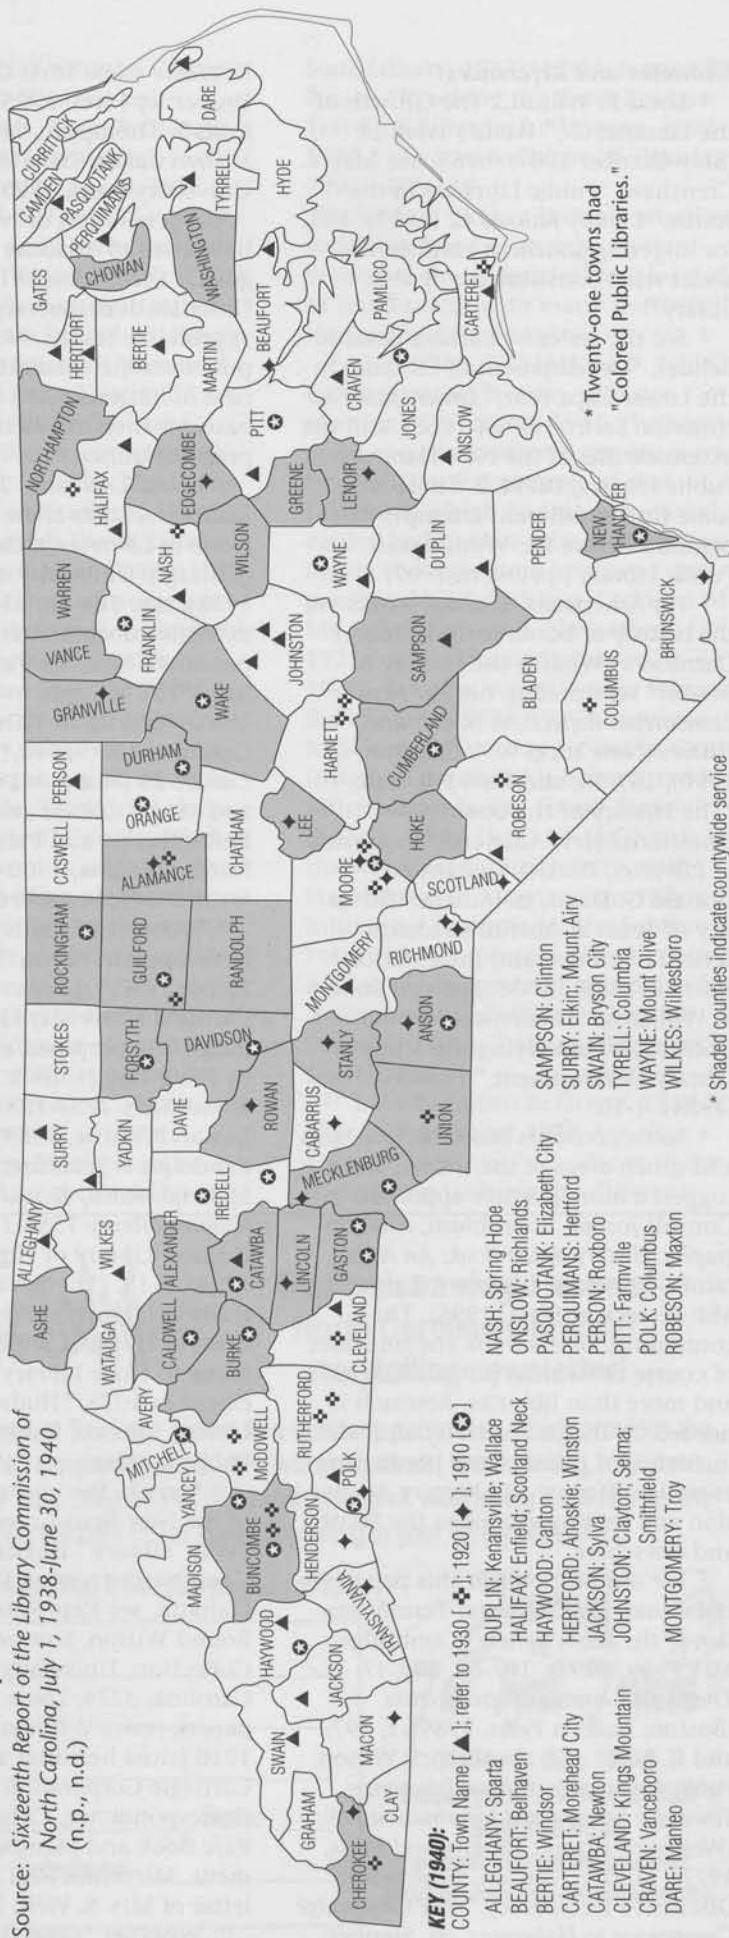 Source: Sixteenth Report of the Library Commission of
North Carolina, July 1, 1938-June 30, 1940
(n.p., n.d.)
CHEROKEE
GRAHAM
CLAY
SWAIN
MACON
JACKSON
HAYWOOD
TRANSYLVANIA
MADISON
BUNCOMBE
HENDERSON
YANCEY
MITCHELL
McDOWELL
POLK
RUTHERFORD
AVERY
BURKE
CLEVELAND
WATAUGA
CALDWELL
ASHE
ALLEGHANY
WILKES
ALEXANDER
CATAWBA
LINCOLN
GASTON
IREDELL
MECKLENBURG
SURRY
YADKIN
DAVIE
ROWAN
CABARRUS
UNION
STOKES
FORSYTH
DAVIDSON
STANLY
ANSON
ROCKINGHAM
GUILFORD
RANDOLPH
MONTGOMERY
RICHMOND
CASWELL
ALAMANCE
CHATHAM
MOORE
SCOTLAND
HOKE
PERSON
ORANGE
DURHAM
LEE
ROBESON
GRANVILLE
WAKE
HARNETT
CUMBERLAND
VANCE
WARREN
FRANKLIN
JOHNSTON
SAMPSON
BLADEN
COLUMBUS
BRUNSWICK
NORTHAMPTON
HALIFAX
NASH
EDGECOMBE
WILSON
WAYNE
GREENE
LENOIR
DUPLIN
PENDER
NEW
HANOVER
PITT
JONES
ONSLOW
CRAVEN
CARTERET
PAMLICO
GATES
HERTFORD
BERTIE
MARTIN
BEAUFORT
CHOWAN
WASHINGTON
TYRRELL
HYDE
DARE
CURRITUCK
CAMDEN
PASQUOTANK
PERQUIMANS
KEY (1940):
COUNTY: Town Name ▲ : refer to 1930 [ ✣ ] 1920 ✦ 1910 ✪
ALLEGHANY: Sparta
BEAUFORT: Belhaven
BERTIE: Windsor
CARTERET: Morehead City
CATAWBA: Newton
CLEVELAND: Kings Mountain
CRAVEN: Vanceboro
DARE: Manteo
DUPLIN: Kenansville; Wallace
HALIFAX: Enfield; Scotland Neck
HAYWOOD: Canton
HERTFORD: Ahoskie; Winston
JACKSON: Sylva
JOHNSTON: Clayton; Selma;
Smithfield
MONTGOMERY: Troy
NASH: Spring Hope
ONSLOW: Richlands
PASQUOTANK: Elizabeth City
PERQUIMANS: Hertford
PERSON: Roxboro
PITT: Farmville
POLK: Columbus
ROBESON: Maxton
SAMPSON: Clinton
SURRY: Elkin; Mount Airy
SWAIN: Bryson City
TYRELL: Columbia
WAYNE: Mount Olive
WILKES: Wilkesboro
* Shaded counties indicate countywide service
* Twenty-one towns had
"Colored Public Libraries."